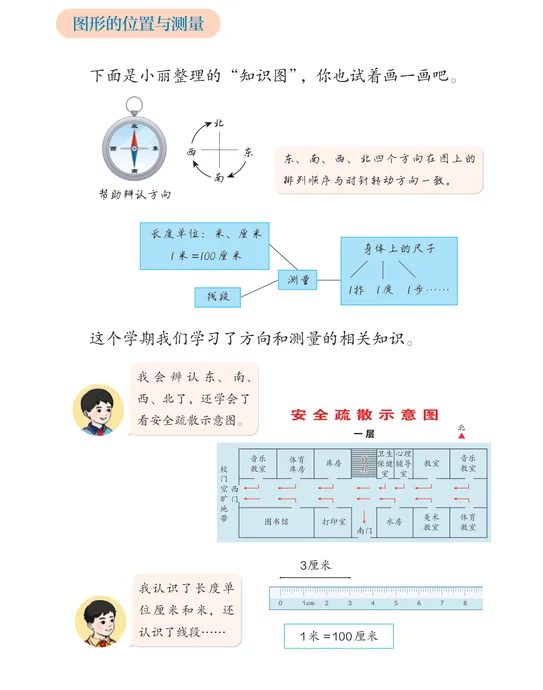 图形的位置与测量
下面是小丽整理的“知识图”，你也试着画一画吧。
北
西
东
南
北
西
东
南
帮助辨认方向
东、南、西、北四个方向在图上的
排列顺序与时针转动方向一致。
长度单位：米、厘米
1米=100厘米
线段
测量
身体上的尺子
1拃 1庹 1步……
这个学期我们学习了方向和测量的相关知识。
我会辨认东、南、
西、北了，还学会了
看安全疏散示意图。
安全疏散示意图
一层
北
校门空旷地带
西门
音乐
教室
体育
库房
库房
卫生
保健
室
心理
辅导
室
教室
音乐
教室
图书馆
打印室
南门
水房
美术
教室
体育
教室
我认识了长度单
位厘米和米，还
认识了线段……
3厘米
0 1cm 2 3 4 5 6 7 8
1米=100厘米